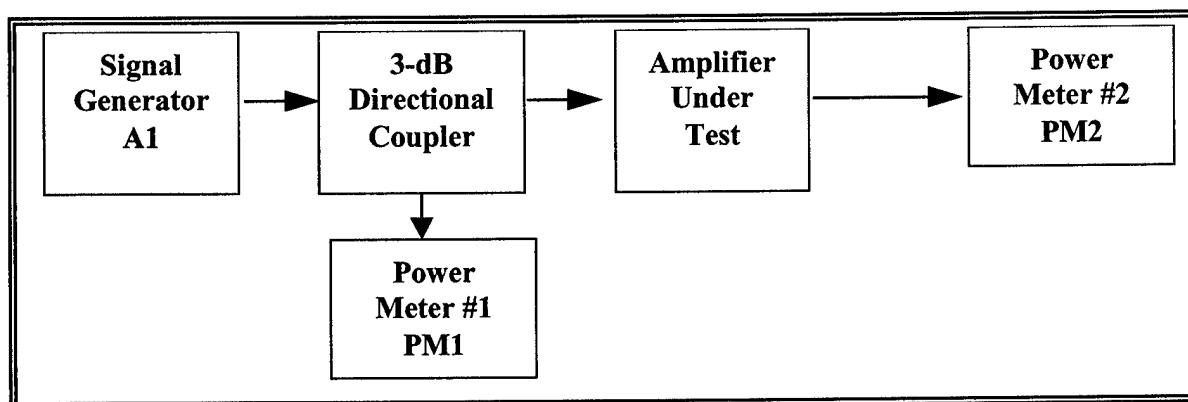 Signal
Generator
A1
3-dB
Directional
Coupler
Amplifier
Under
Test
Power
Meter #2
PM2
Power
Meter #1
PM1